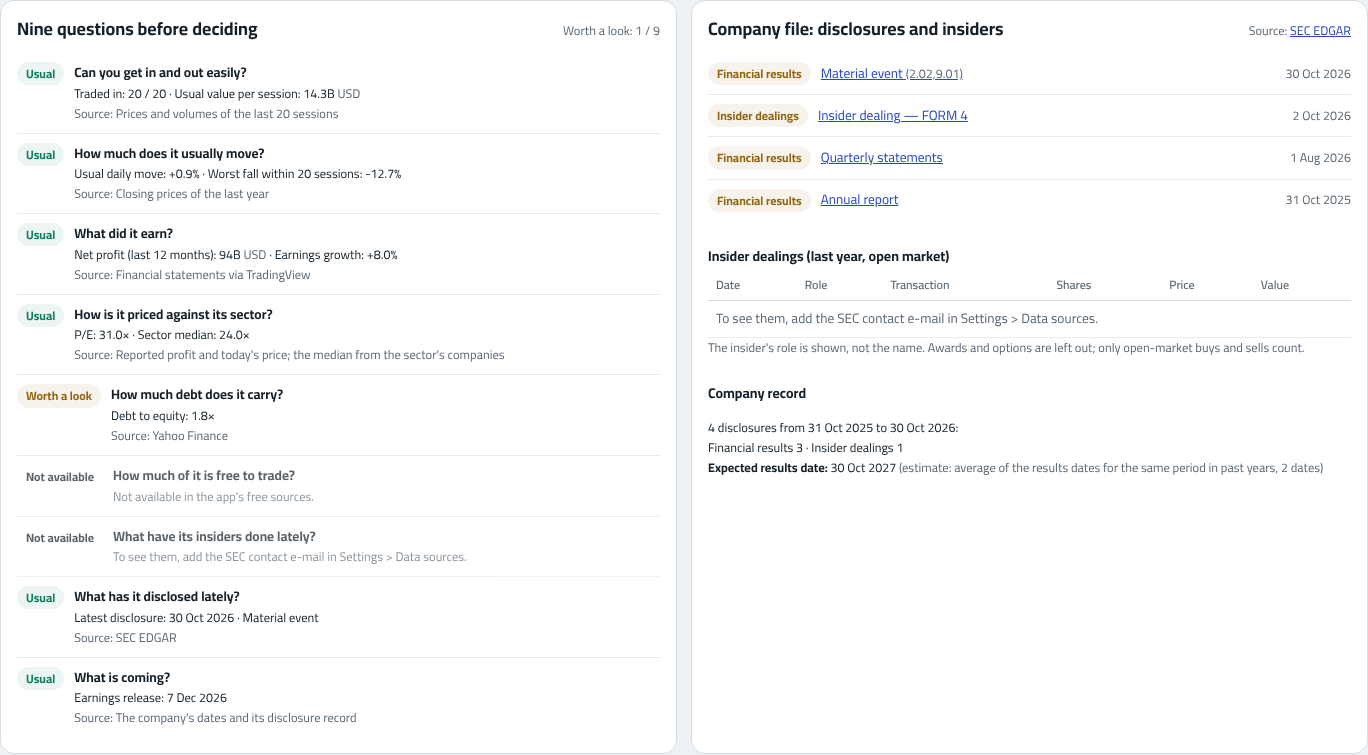 Nine questions before deciding
Worth a look: 1 / 9
Usual
Can you get in and out easily?
Traded in: 20 / 20 · Usual value per session: 14.3B USD
Source: Prices and volumes of the last 20 sessions
Usual
How much does it usually move?
Usual daily move: +0.9% · Worst fall within 20 sessions: -12.7%
Source: Closing prices of the last year
Usual
What did it earn?
Net profit (last 12 months): 94B USD · Earnings growth: +8.0%
Source: Financial statements via TradingView
Usual
How is it priced against its sector?
P/E: 31.0× · Sector median: 24.0×
Source: Reported profit and today's price; the median from the sector's companies
Worth a look
How much debt does it carry?
Debt to equity: 1.8×
Source: Yahoo Finance
Not available
How much of it is free to trade?
Not available in the app's free sources.
Not available
What have its insiders done lately?
To see them, add the SEC contact e-mail in Settings > Data sources.
Usual
What has it disclosed lately?
Latest disclosure: 30 Oct 2026 · Material event
Source: SEC EDGAR
Usual
What is coming?
Earnings release: 7 Dec 2026
Source: The company's dates and its disclosure record
Company file: disclosures and insiders
Source: SEC EDGAR
Financial results Material event (2.02,9.01) 30 Oct 2026
Insider dealings Insider dealing — FORM 4 2 Oct 2026
Financial results Quarterly statements 1 Aug 2026
Financial results Annual report 31 Oct 2025
Insider dealings (last year, open market)
Date Role Transaction Shares Price Value
To see them, add the SEC contact e-mail in Settings > Data sources.
The insider's role is shown, not the name. Awards and options are left out; only open-market buys and sells count.
Company record
4 disclosures from 31 Oct 2025 to 30 Oct 2026:
Financial results 3 · Insider dealings 1
Expected results date: 30 Oct 2027 (estimate: average of the results dates for the same period in past years, 2 dates)